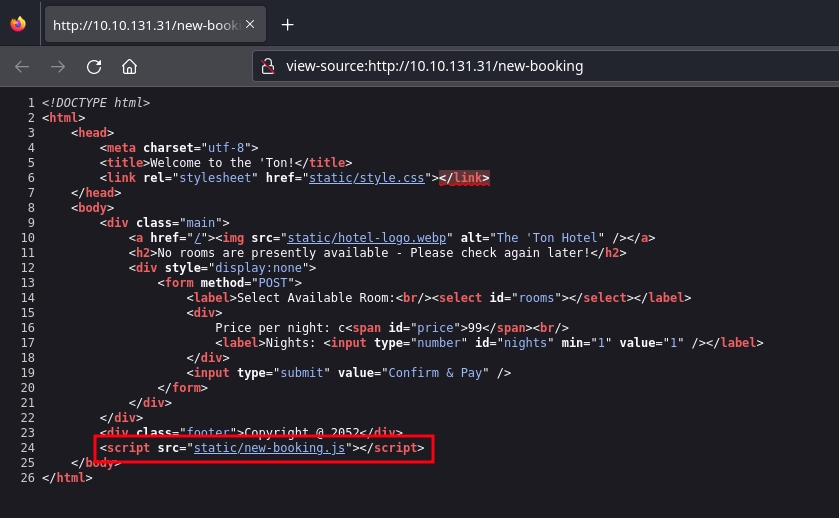 http://10.10.131.31/new-booki
view-source:http://10.10.131.31/new-booking
1 <!DOCTYPE html>
2 <html>
3 <head>
4 <meta charset="utf-8">
5 <title>Welcome to the 'Ton!</title>
6 <link rel="stylesheet" href="static/style.css"></link>
7 </head>
8 <body>
9 <div class="main">
10 <a href="/"><img src="static/hotel-logo.webp" alt="The 'Ton Hotel" /></a>
11 <h2>No rooms are presently available - Please check again later!</h2>
12 <div style="display:none">
13 <form method="POST">
14 <label>Select Available Room:<br/><select id="rooms"></select></label>
15 <div>
16 Price per night: c<span id="price">99</span><br/>
17 <label>Nights: <input type="number" id="nights" min="1" value="1" /></label>
18 </div>
19 <input type="submit" value="Confirm & Pay" />
20 </form>
21 </div>
22 </div>
23 <div class="footer">Copyright @ 2052</div>
24 <script src="static/new-booking.js"></script>
25 </body>
26 </html>